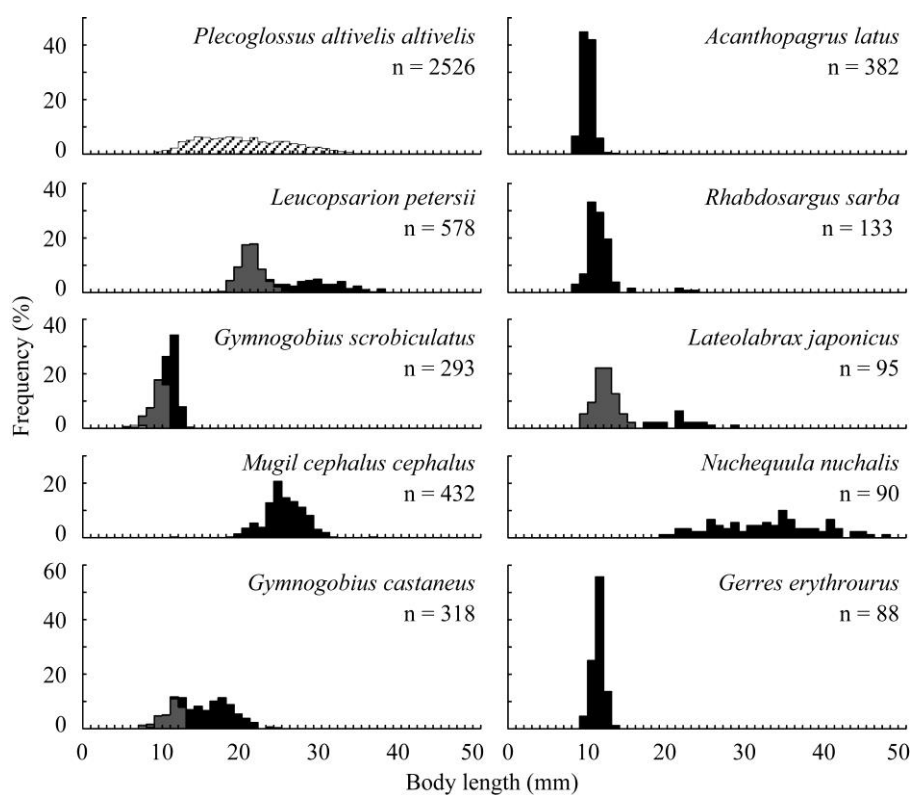 Plecoglossus altivelis altivelis
n = 2526
40
20
0
Acanthopagrus latus
n = 382
Leucopsarion petersii
n = 578
40
20
0
Rhabdosargus sarba
n = 133
Frequency (%)
Gymnogobius scrobiculatus
n = 293
40
20
0
Lateolabrax japonicus
n = 95
Mugil cephalus cephalus
n = 432
20
0
Nuchequula nuchalis
n = 90
Gymnogobius castaneus
n = 318
60
40
20
0
Gerres erythrourus
n = 88
0 10 20 30 40 50
0 10 20 30 40 50
Body length (mm)